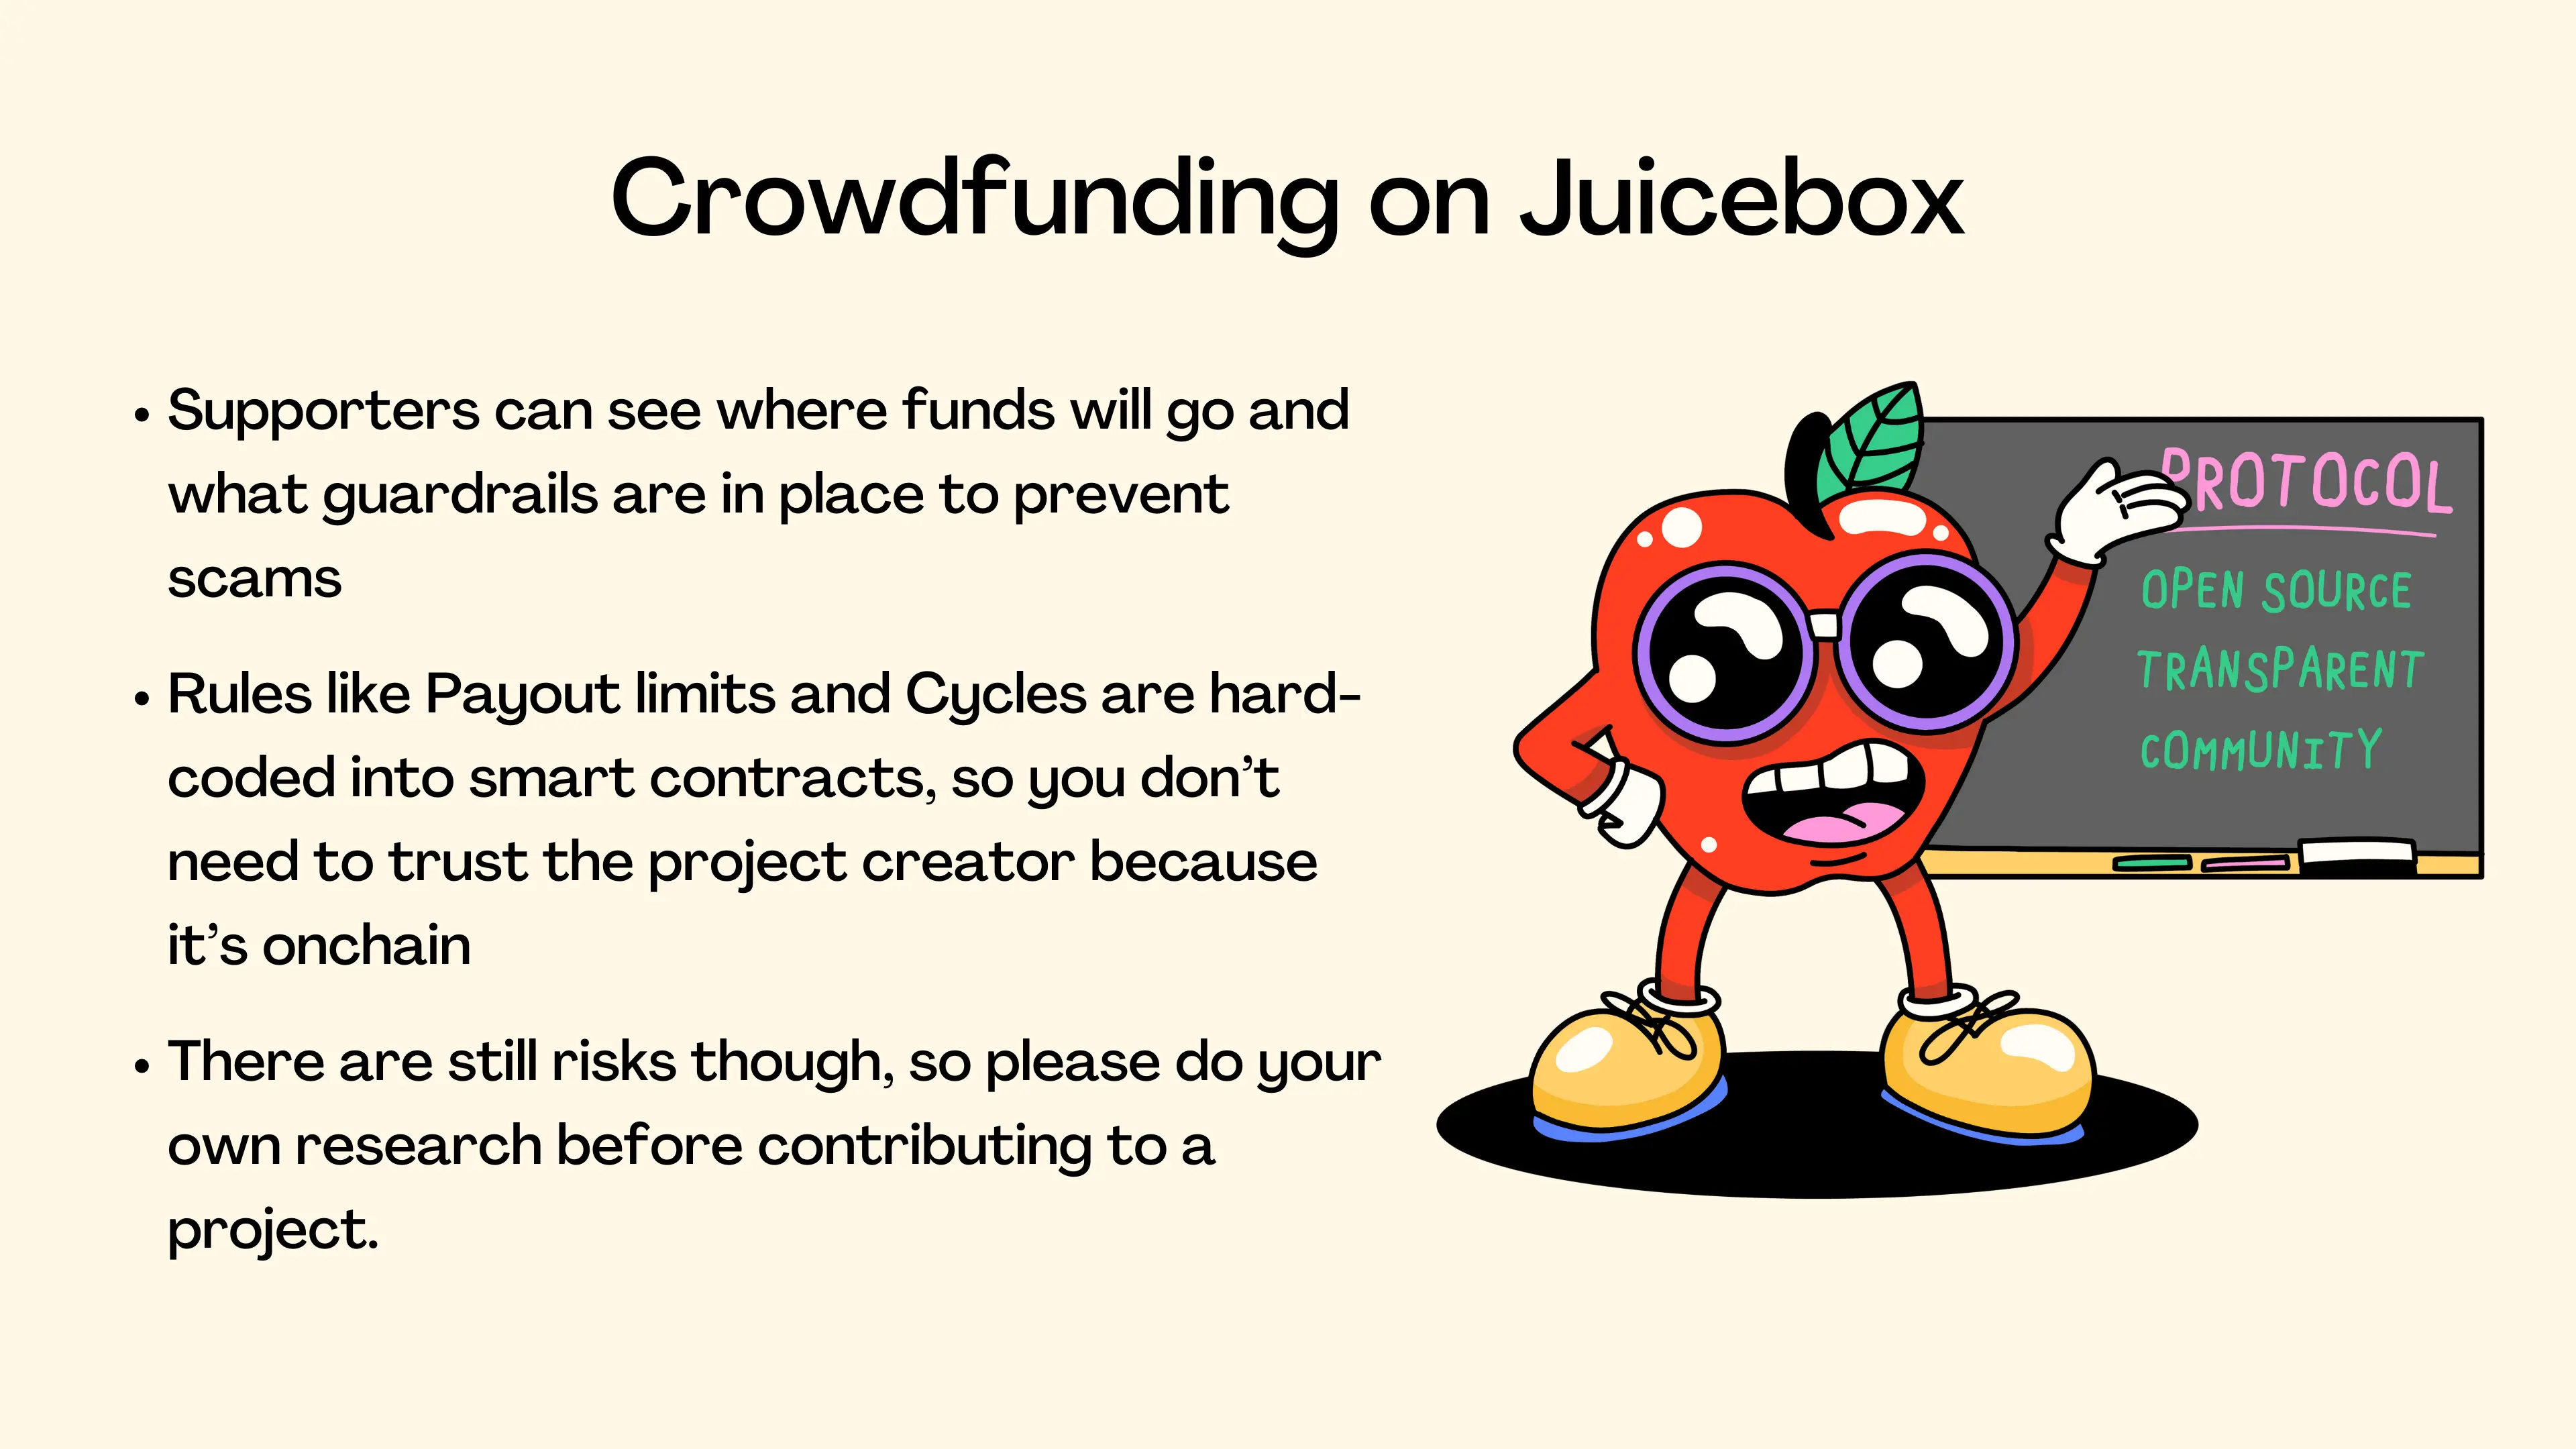 Crowdfunding on Juicebox
• Supporters can see where funds will go and
what guardrails are in place to prevent
scams
• Rules like Payout limits and Cycles are hard-
coded into smart contracts, so you don’t
need to trust the project creator because
it’s onchain
• There are still risks though, so please do your
own research before contributing to a
project.
PROTOCOL
OPEN SOURCE
TRANSPARENT
COMMUNITY